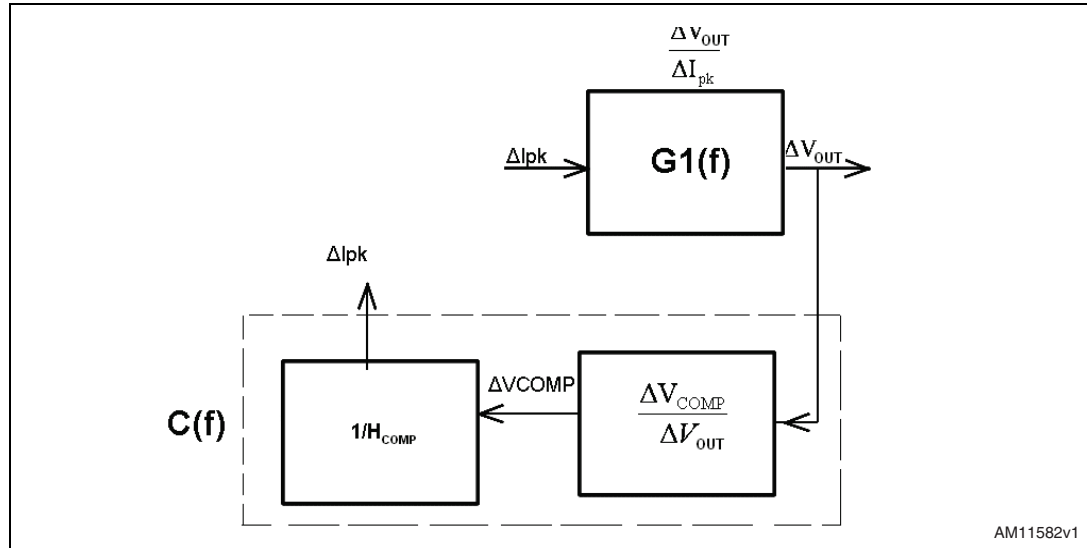 ΔV_OUT
ΔI_pk
ΔIpk
G1(f)
ΔV_OUT
ΔIpk
C(f)
1/H_COMP
ΔVCOMP
ΔV_COMP
ΔV_OUT
AM11582v1